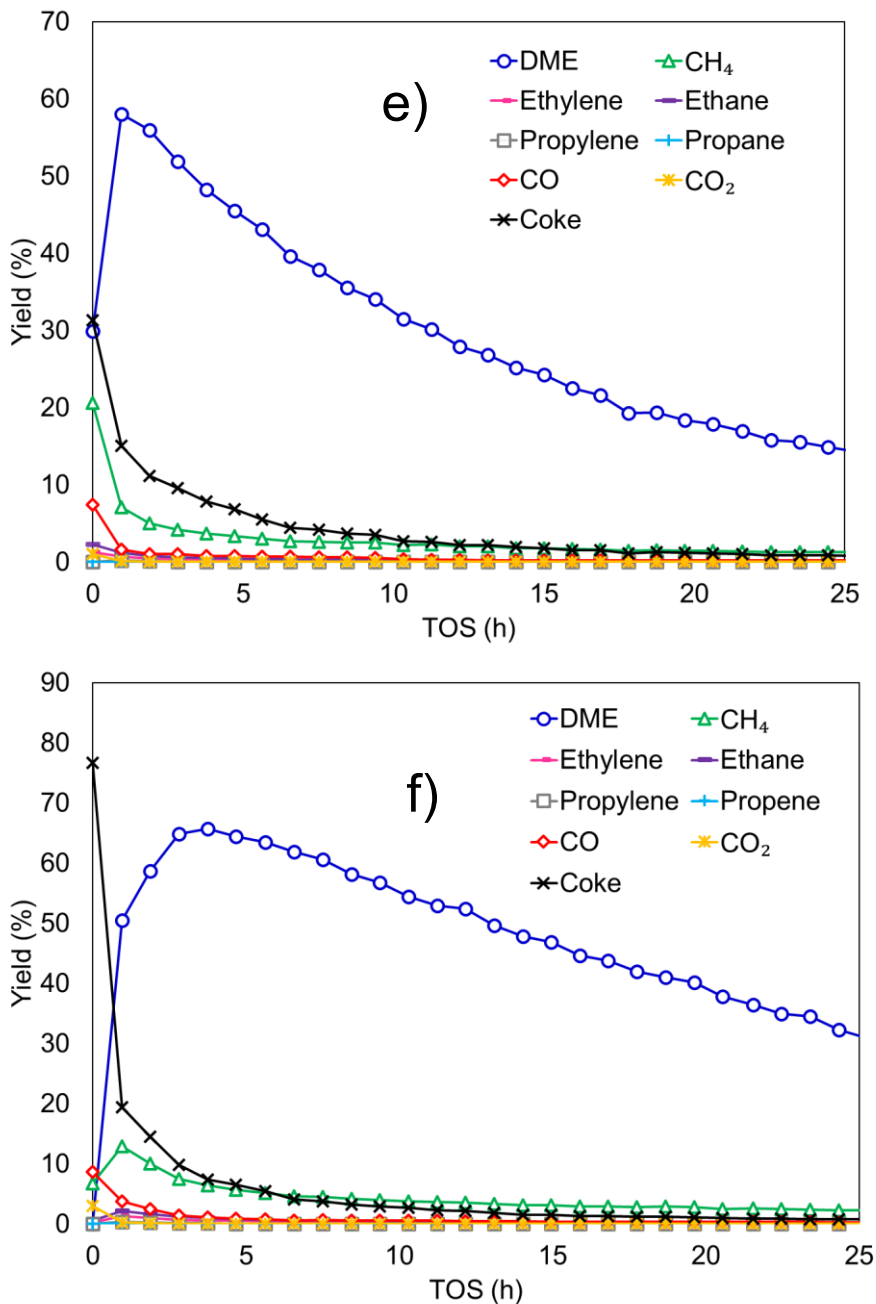 70
60
50
40
30
20
10
0
Yield (%)
e)
DME CH₄
Ethylene Ethane
Propylene Propane
CO CO₂
Coke
0 5 10 15 20 25
TOS (h)
90
80
70
60
50
40
30
20
10
0
Yield (%)
f)
DME CH₄
Ethylene Ethane
Propylene Propene
CO CO₂
Coke
0 5 10 15 20 25
TOS (h)